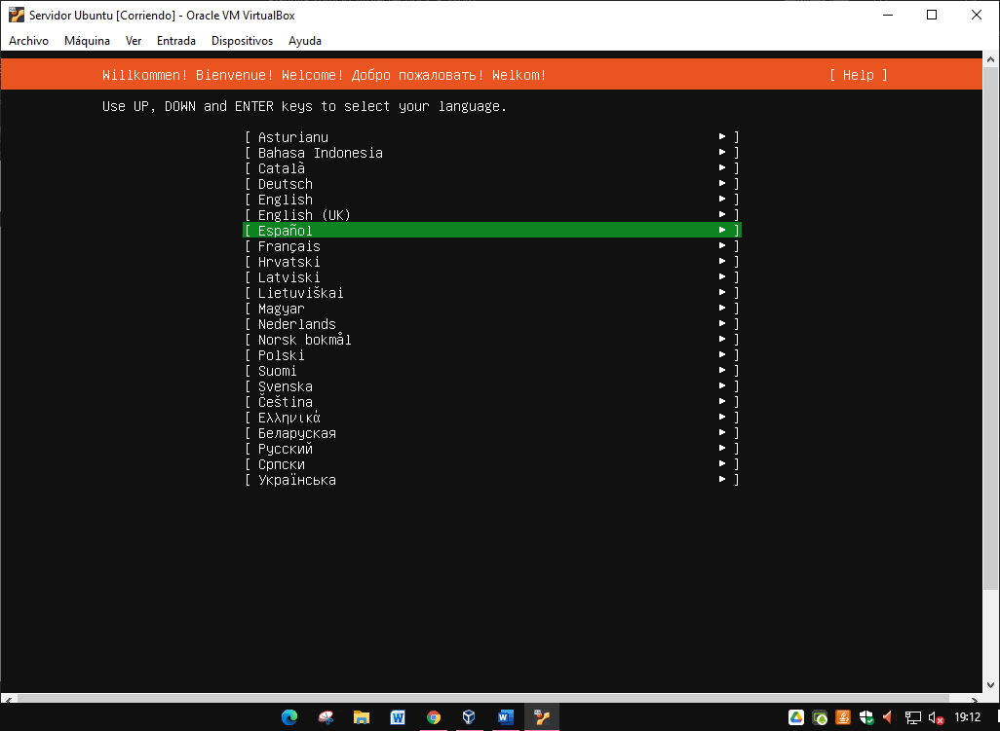 Servidor Ubuntu [Corriendo] - Oracle VM VirtualBox
Archivo Máquina Ver Entrada Dispositivos Ayuda
Willkommen! Bienvenue! Welcome! Добро пожаловать! Welkom! [ Help ]
Use UP, DOWN and ENTER keys to select your language.
[ Asturianu ► ]
[ Bahasa Indonesia ► ]
[ Català ► ]
[ Deutsch ► ]
[ English ► ]
[ English (UK) ► ]
[ Español ► ]
[ Français ► ]
[ Hrvatski ► ]
[ Latviski ► ]
[ Lietuviškai ► ]
[ Magyar ► ]
[ Nederlands ► ]
[ Norsk bokmål ► ]
[ Polski ► ]
[ Suomi ► ]
[ Svenska ► ]
[ Čeština ► ]
[ Ελληνικά ► ]
[ Беларуская ► ]
[ Русский ► ]
[ Српски ► ]
[ Українська ► ]
19:12